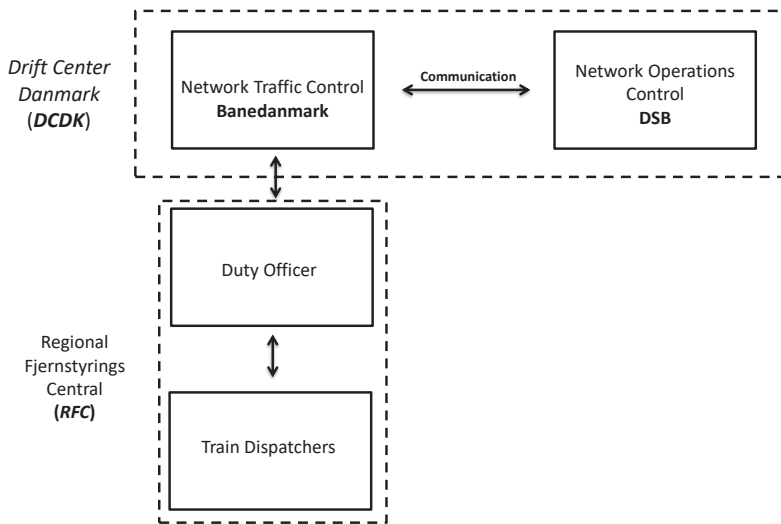 Drift Center
Danmark
(DCDK)
Network Traffic Control
Banedanmark
Communication
Network Operations
Control
DSB
Duty Officer
Regional
Fjernstyrings
Central
(RFC)
Train Dispatchers